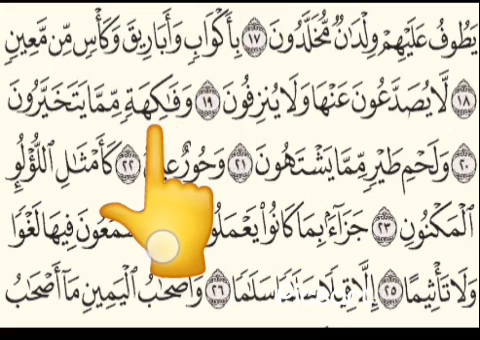 يَطُوفُ عَلَيْهِمْ وِلْدَٰنٌ مُّخَلَّدُونَ ١٧ بِأَكْوَابٍ وَأَبَارِيقَ وَكَأْسٍ مِّن مَّعِينٍ
١٨ لَّا يُصَدَّعُونَ عَنْهَا وَلَا يُنزِفُونَ ١٩ وَفَٰكِهَةٍ مِّمَّا يَتَخَيَّرُونَ
٢٠ وَلَحْمِ طَيْرٍ مِّمَّا يَشْتَهُونَ ٢١ وَحُورٌ ٢٢ كَأَمْثَٰلِ ٱللُّؤْلُوِٕ
ٱلْمَكْنُونِ ٢٣ جَزَآءًۢ بِمَا كَانُوا۟ فِيهَا لَغْوًا
وَلَا تَأْثِيمًا ٢٥ إِلَّا قِيلًا سَلَٰمًا ٢٦ وَأَصْحَٰبُ ٱلْيَمِينِ مَآ أَصْحَٰبُ